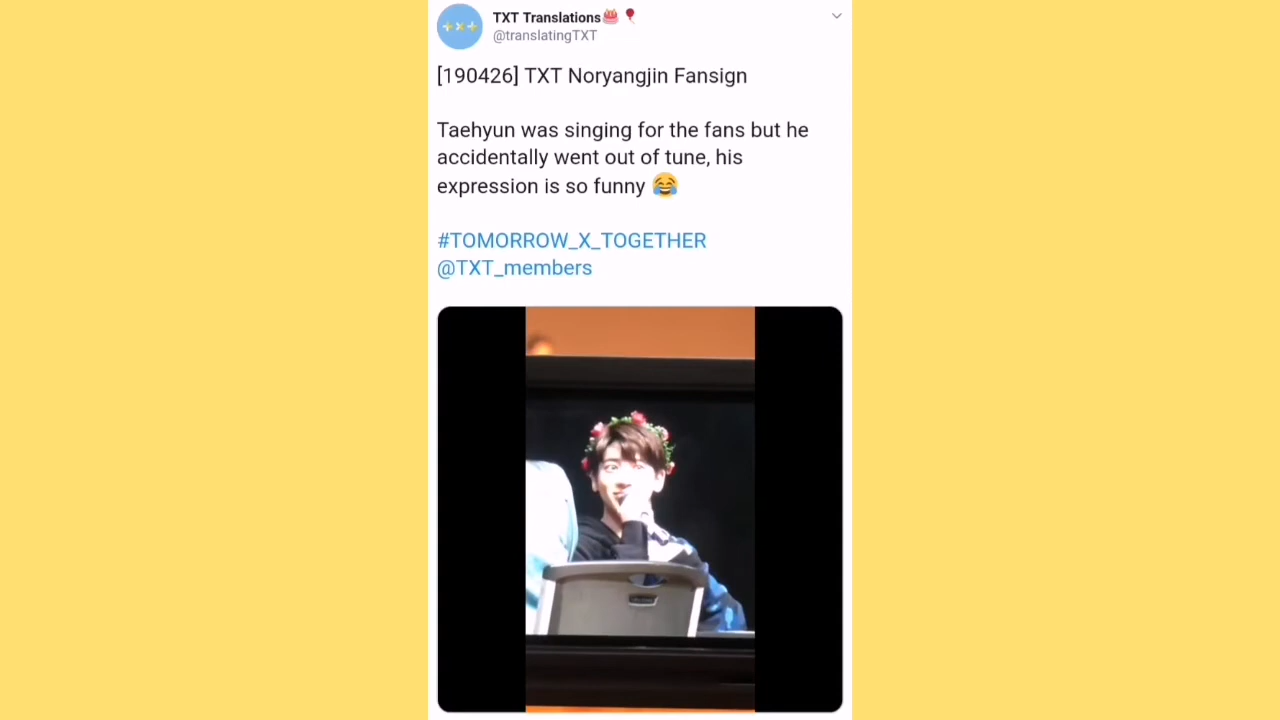 TXT Translations🎂🎈
@translatingTXT
[190426] TXT Noryangjin Fansign
Taehyun was singing for the fans but he
accidentally went out of tune, his
expression is so funny 😂
#TOMORROW_X_TOGETHER
@TXT_members